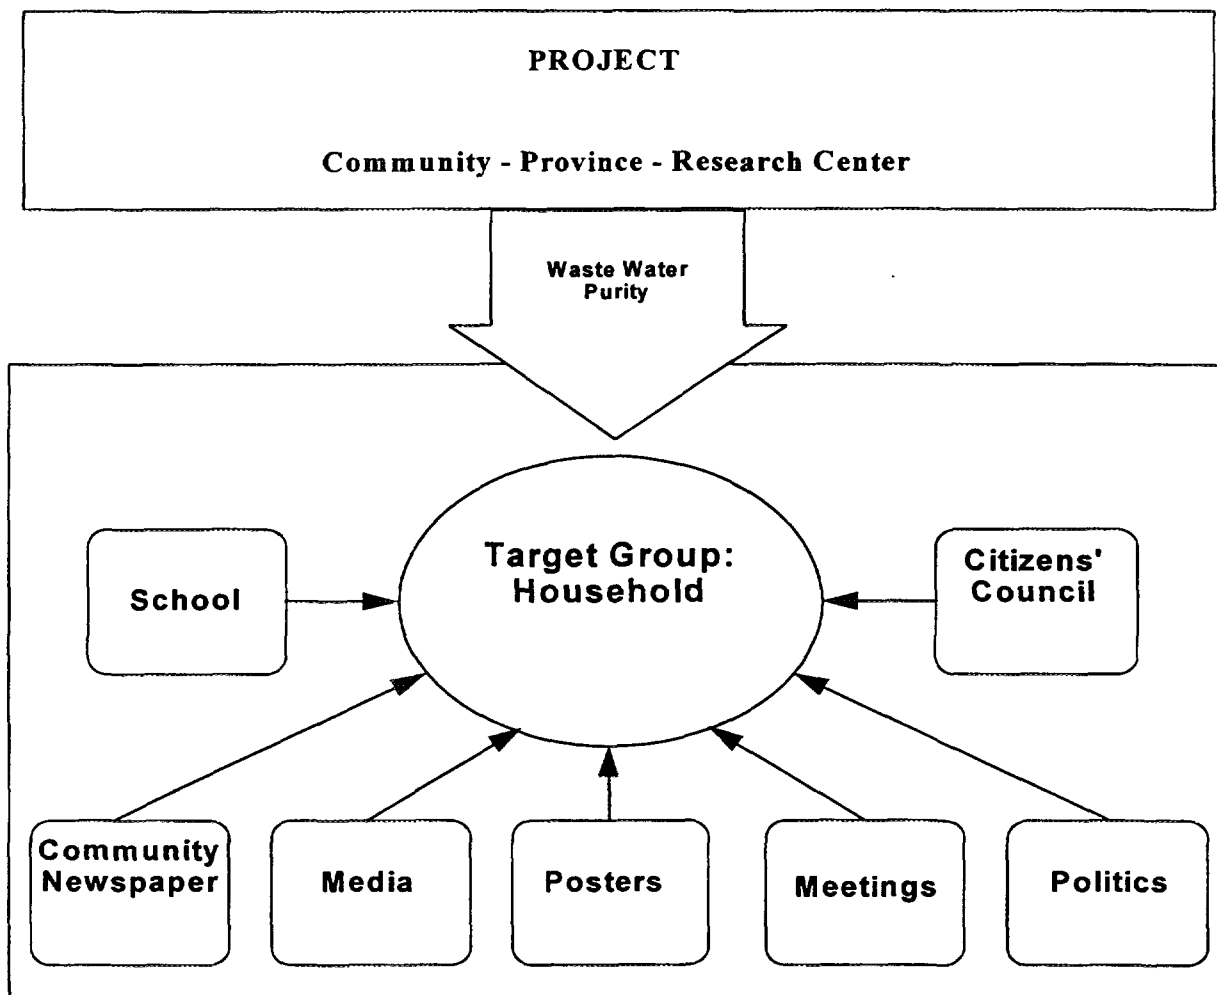 PROJECT
Community - Province - Research Center
Waste Water
Purity
Target Group:
Household
School
Citizens'
Council
Community
Newspaper
Media
Posters
Meetings
Politics